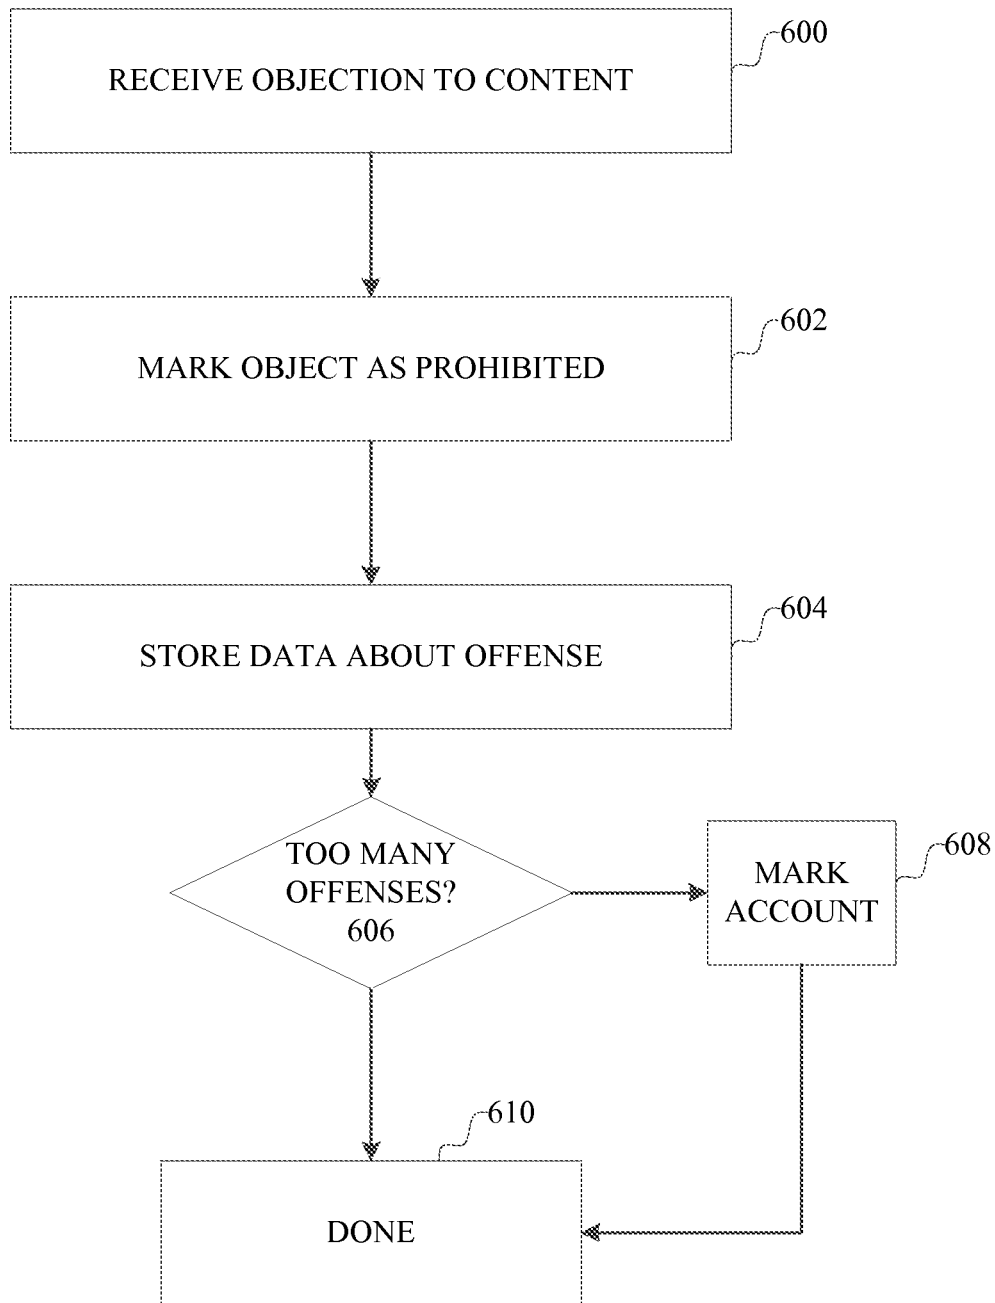 600
RECEIVE OBJECTION TO CONTENT
602
MARK OBJECT AS PROHIBITED
604
STORE DATA ABOUT OFFENSE
TOO MANY
OFFENSES?
606
608
MARK
ACCOUNT
610
DONE